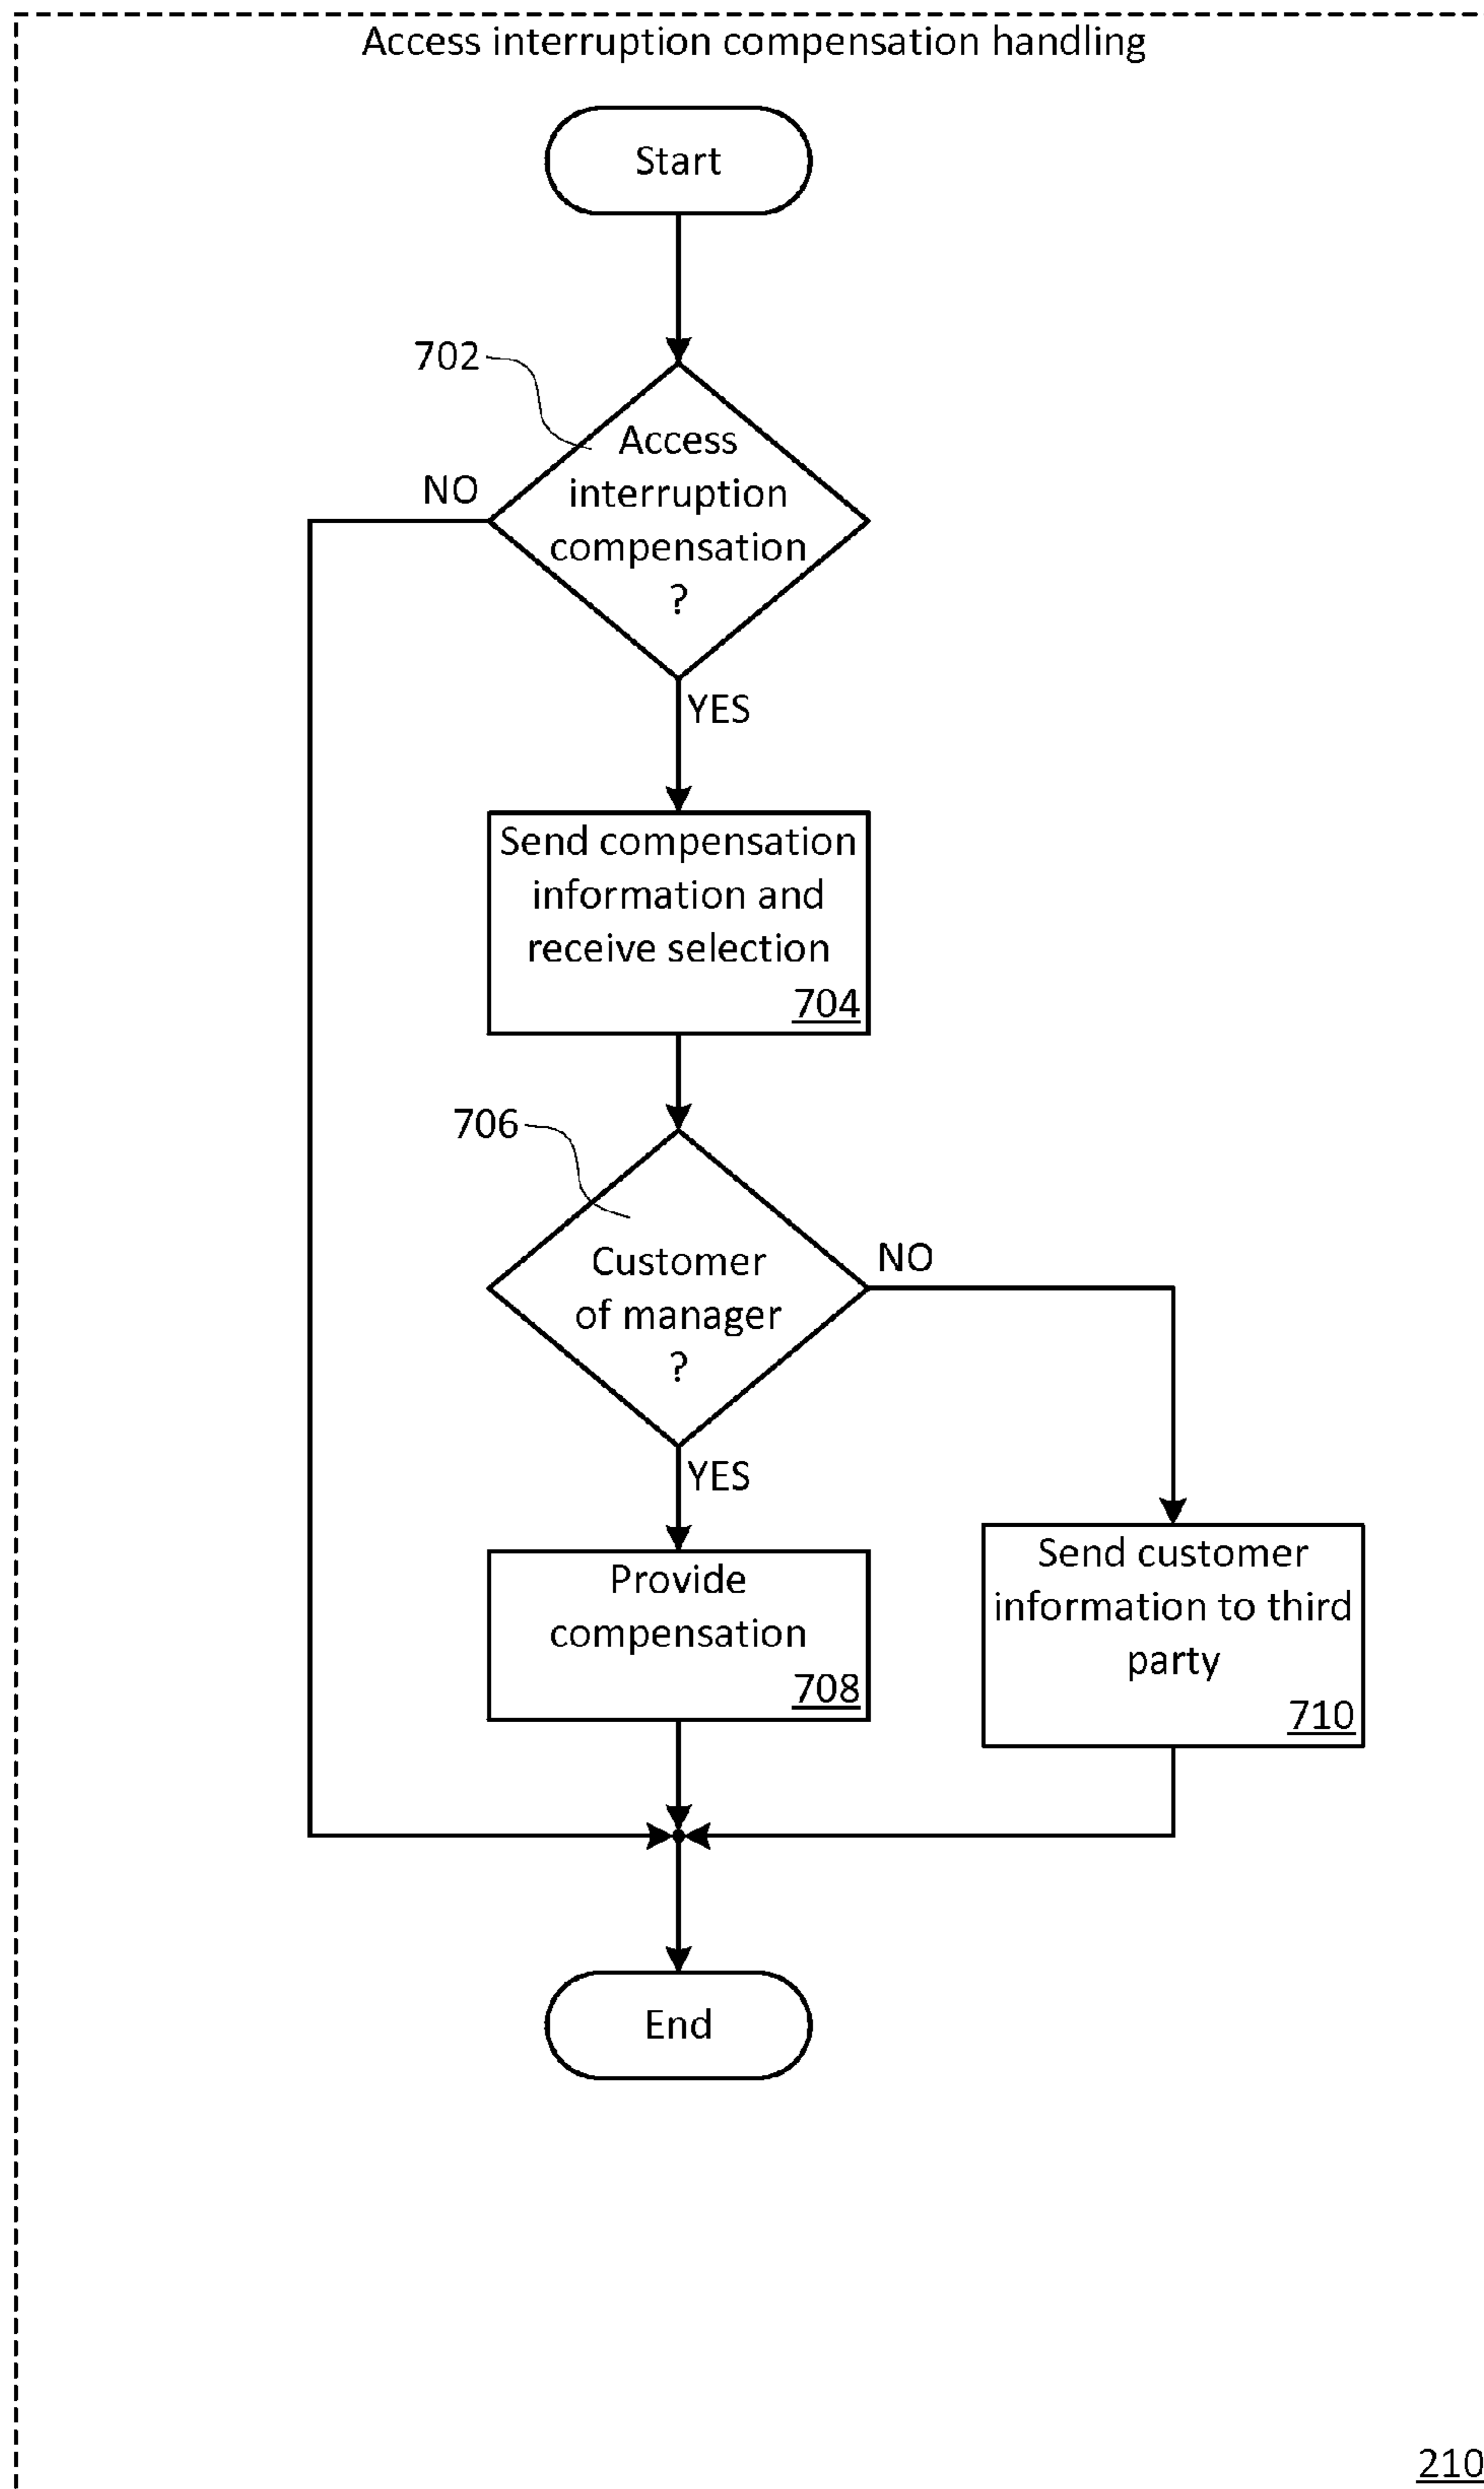 Access interruption compensation handling
Start
702
Access
interruption
compensation
?
NO
YES
Send compensation
information and
receive selection
704
706
Customer
of manager
?
NO
YES
Provide
compensation
708
Send customer
information to third
party
710
End
210